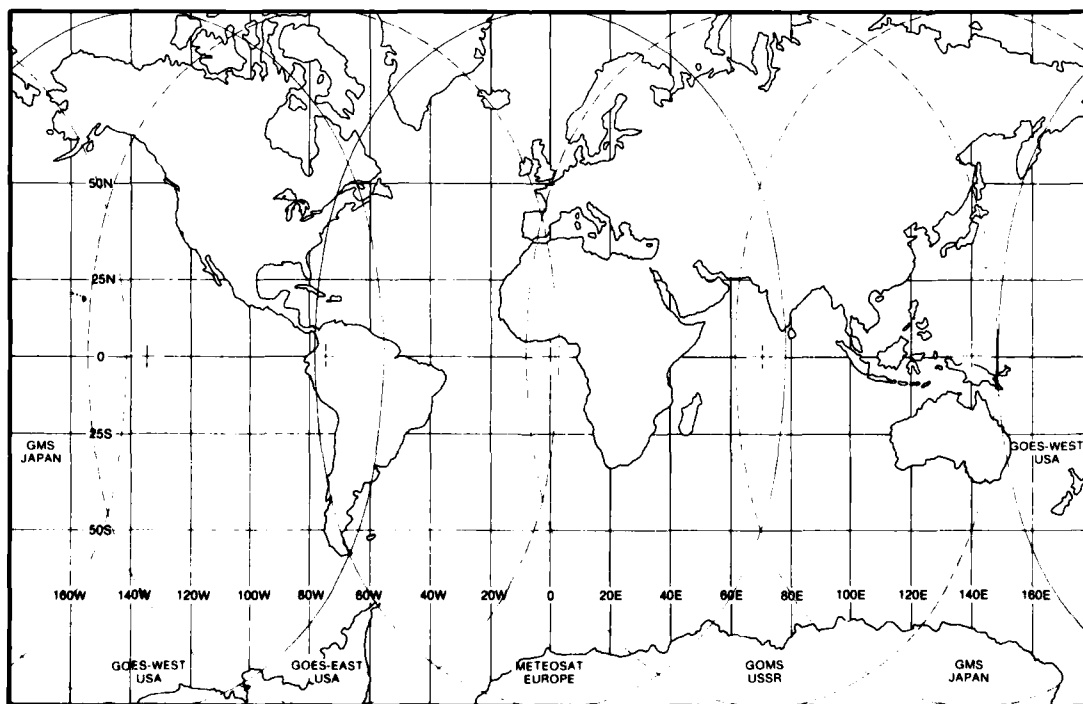 50N
25N
0
25S
GMS
JAPAN
GOES-WEST
USA
50S
160W 140W 120W 100W 80W 60W 40W 20W 0 20E 40E 60E 80E 100E 120E 140E 160E
GOES-WEST
USA
GOES-EAST
USA
METEOSAT
EUROPE
GOMS
USSR
GMS
JAPAN